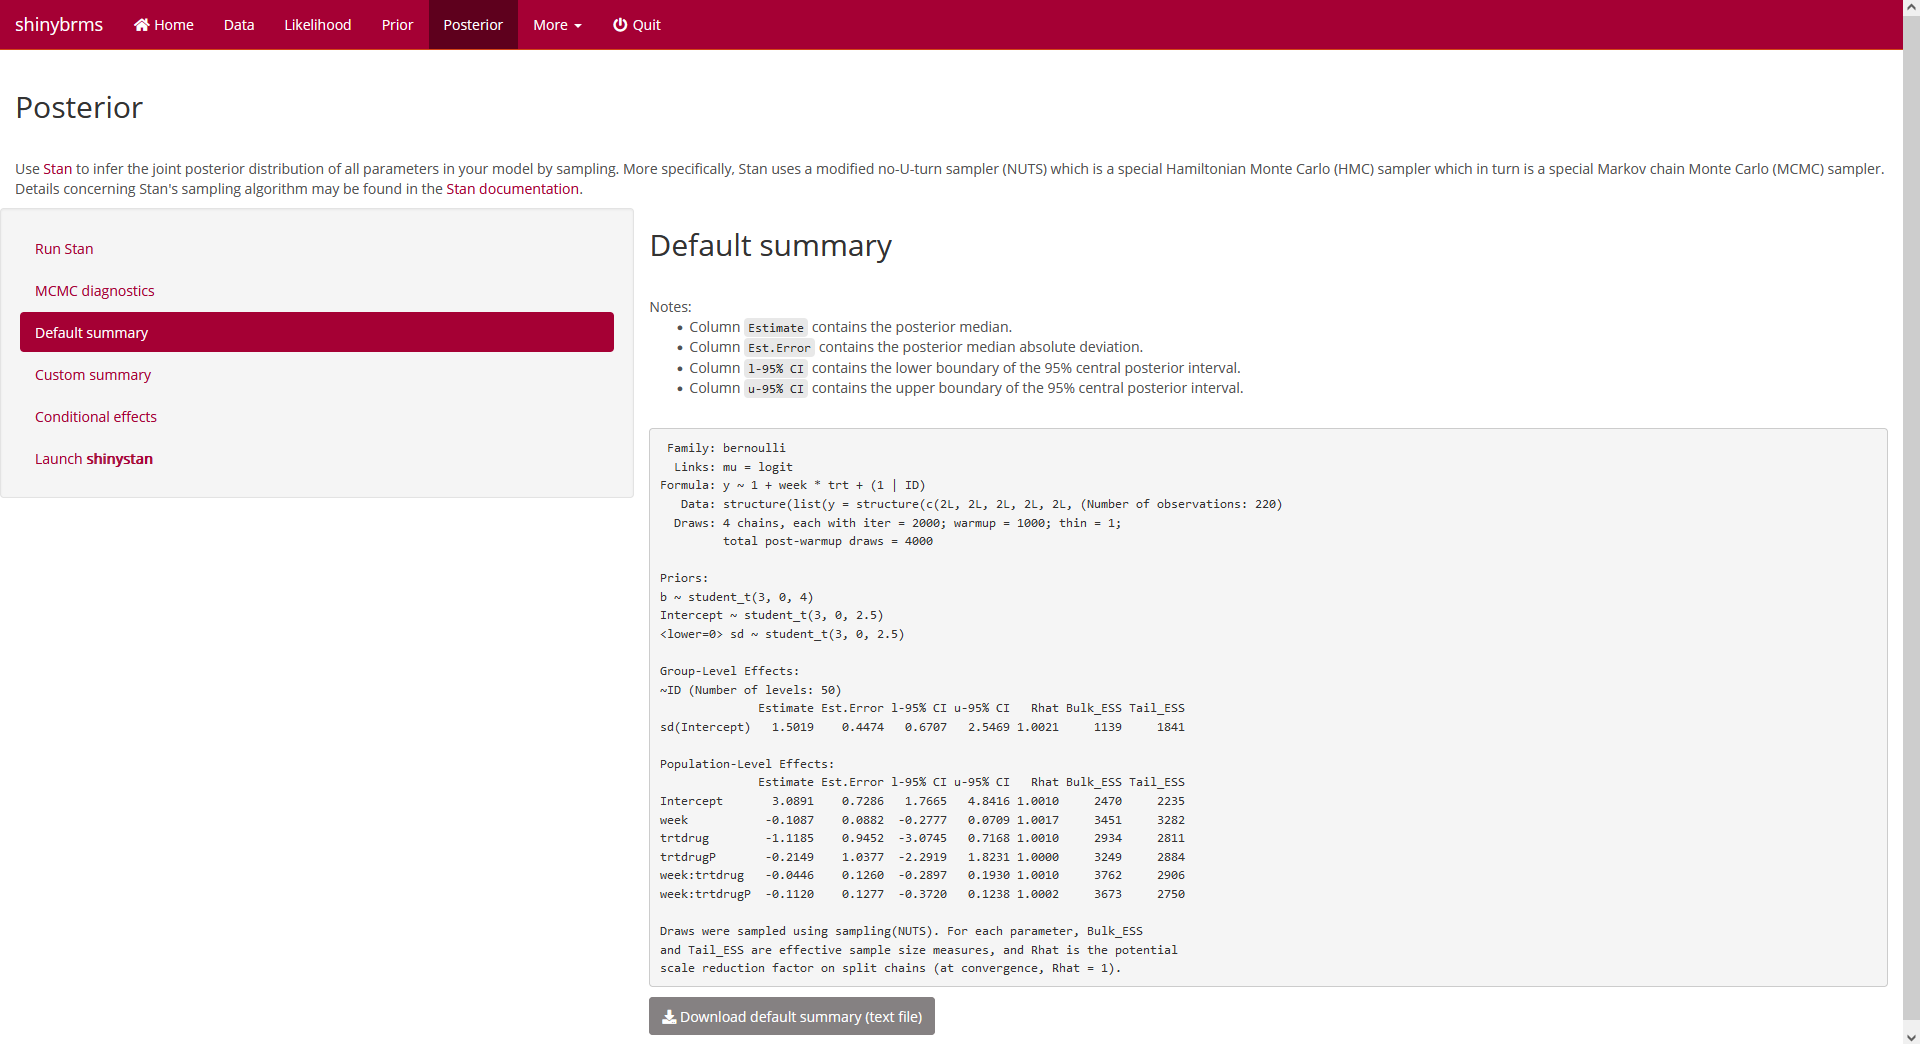 shinybrms Home Data Likelihood Prior Posterior More Quit
Posterior
Use Stan to infer the joint posterior distribution of all parameters in your model by sampling. More specifically, Stan uses a modified no-U-turn sampler (NUTS) which is a special Hamiltonian Monte Carlo (HMC) sampler which in turn is a special Markov chain Monte Carlo (MCMC) sampler.
Details concerning Stan's sampling algorithm may be found in the Stan documentation.
Run Stan
MCMC diagnostics
Default summary
Custom summary
Conditional effects
Launch shinystan
Default summary
Notes:
• Column Estimate contains the posterior median.
• Column Est.Error contains the posterior median absolute deviation.
• Column l-95% CI contains the lower boundary of the 95% central posterior interval.
• Column u-95% CI contains the upper boundary of the 95% central posterior interval.
Family: bernoulli
Links: mu = logit
Formula: y ~ 1 + week * trt + (1 | ID)
Data: structure(list(y = structure(c(2L, 2L, 2L, 2L, 2L, (Number of observations: 220)
Draws: 4 chains, each with iter = 2000; warmup = 1000; thin = 1;
total post-warmup draws = 4000
Priors:
b ~ student_t(3, 0, 4)
Intercept ~ student_t(3, 0, 2.5)
<lower=0> sd ~ student_t(3, 0, 2.5)
Group-Level Effects:
~ID (Number of levels: 50)
Estimate Est.Error l-95% CI u-95% CI Rhat Bulk_ESS Tail_ESS
sd(Intercept) 1.5019 0.4474 0.6707 2.5469 1.0021 1139 1841
Population-Level Effects:
Estimate Est.Error l-95% CI u-95% CI Rhat Bulk_ESS Tail_ESS
Intercept 3.0891 0.7286 1.7665 4.8416 1.0010 2470 2235
week -0.1087 0.0882 -0.2777 0.0709 1.0017 3451 3282
trtdrug -1.1185 0.9452 -3.0745 0.7168 1.0010 2934 2811
trtdrugP -0.2149 1.0377 -2.2919 1.8231 1.0000 3249 2884
week:trtdrug -0.0446 0.1260 -0.2897 0.1930 1.0010 3762 2906
week:trtdrugP -0.1120 0.1277 -0.3720 0.1238 1.0002 3673 2750
Draws were sampled using sampling(NUTS). For each parameter, Bulk_ESS
and Tail_ESS are effective sample size measures, and Rhat is the potential
scale reduction factor on split chains (at convergence, Rhat = 1).
Download default summary (text file)